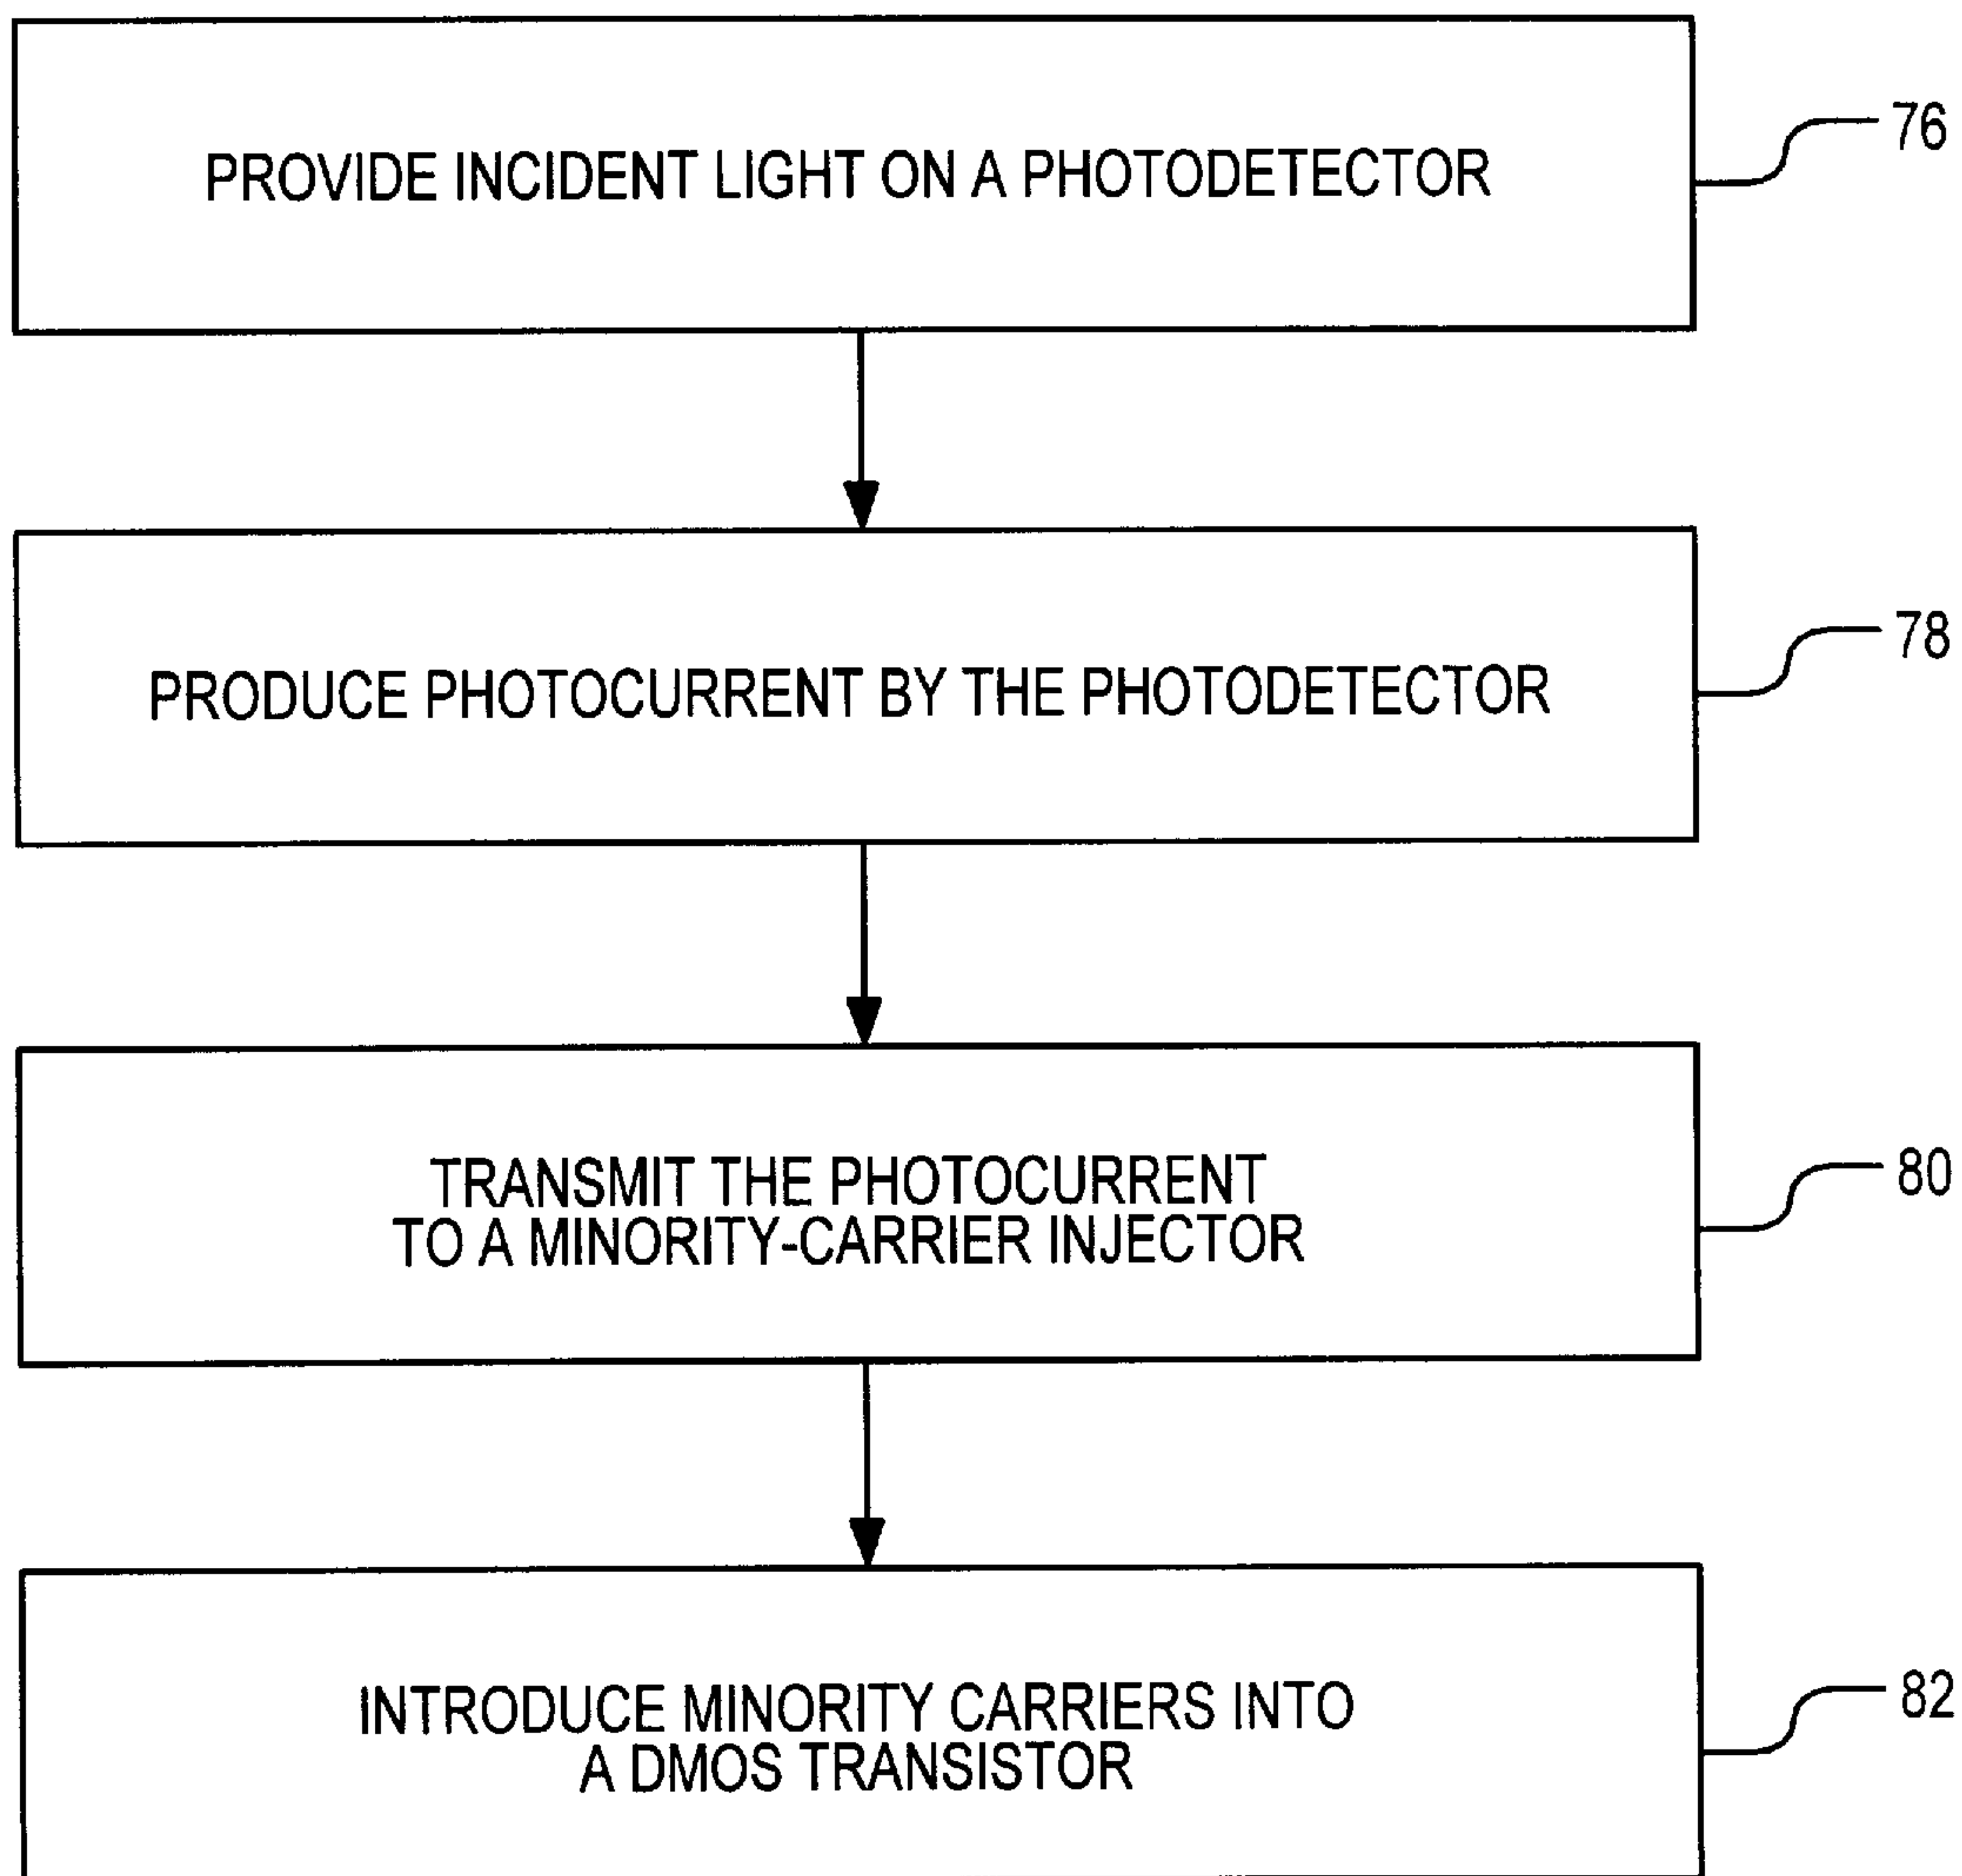 PROVIDE INCIDENT LIGHT ON A PHOTODETECTOR
76
PRODUCE PHOTOCURRENT BY THE PHOTODETECTOR
78
TRANSMIT THE PHOTOCURRENT
TO A MINORITY-CARRIER INJECTOR
80
INTRODUCE MINORITY CARRIERS INTO
A DMOS TRANSISTOR
82